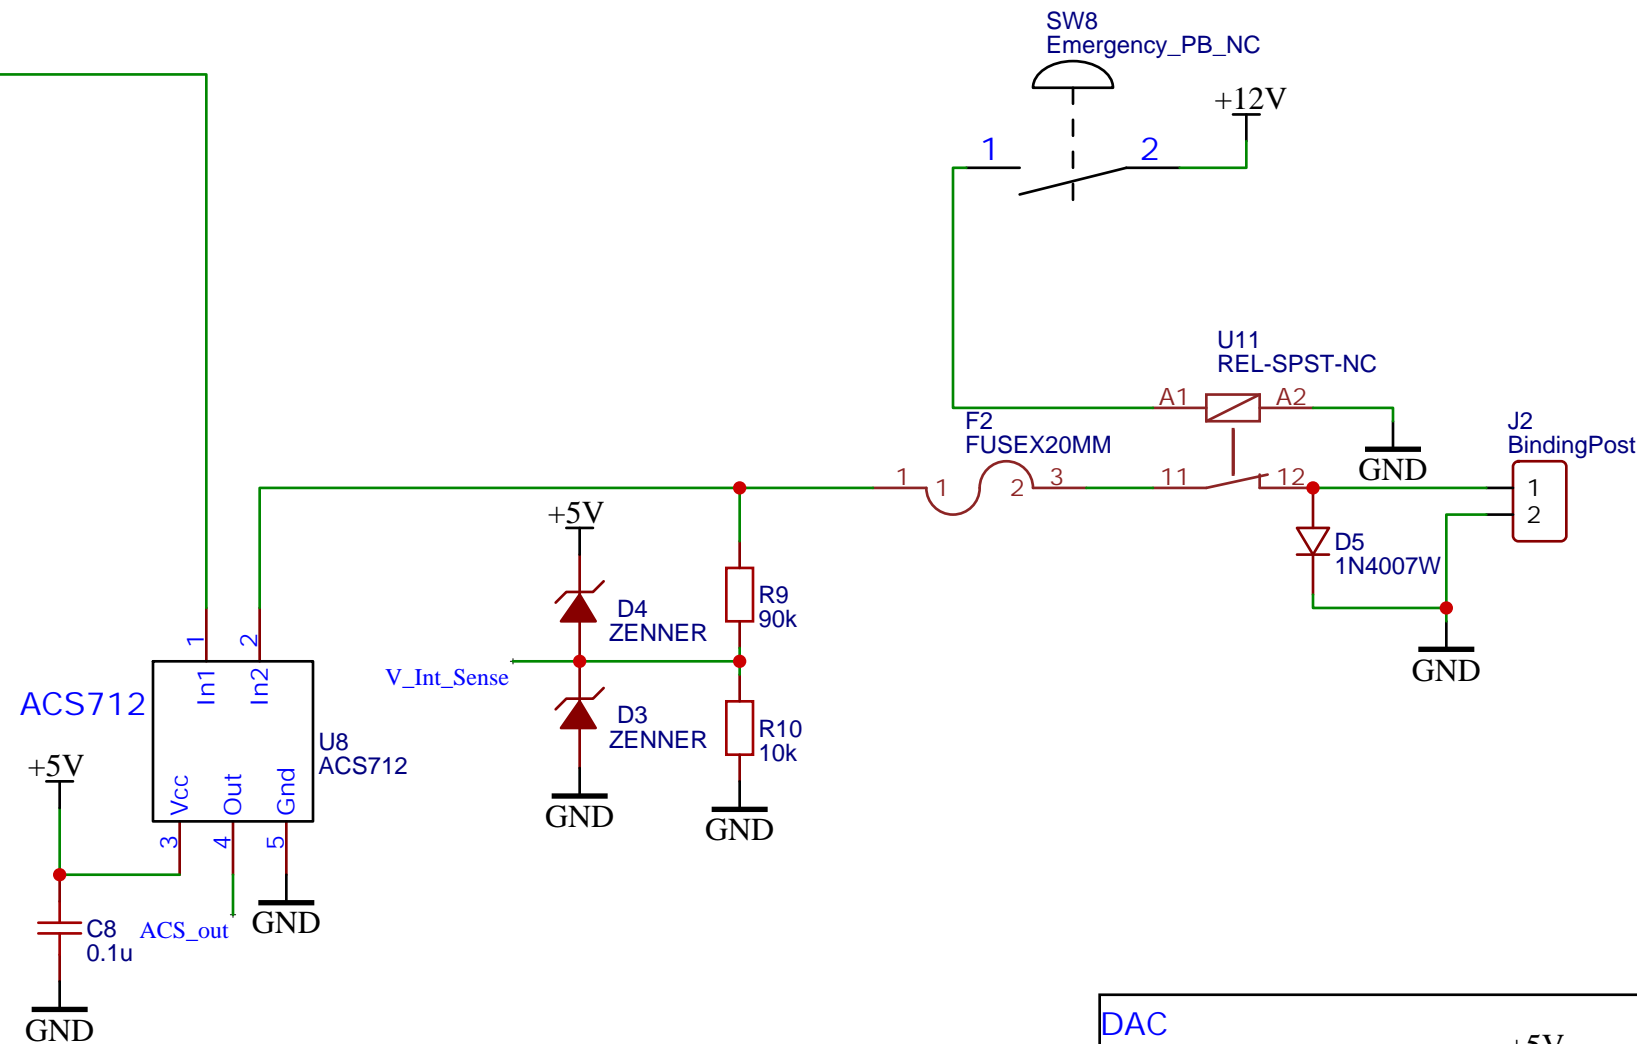 SW8
Emergency_PB_NC
+12V
1
2
U11
REL-SPST-NC
A1
A2
F2
FUSEX20MM
GND
J2
BindingPost
1
1
2
3
11
12
1
2
+5V
D5
1N4007W
D4
ZENNER
R9
90k
1
2
V_Int_Sense
GND
In1
In2
ACS712
D3
ZENNER
R10
10k
U8
ACS712
+5V
Vcc
Out
Gnd
GND
GND
3
4
5
C8
0.1u
ACS_out
GND
GND
DAC
+5V